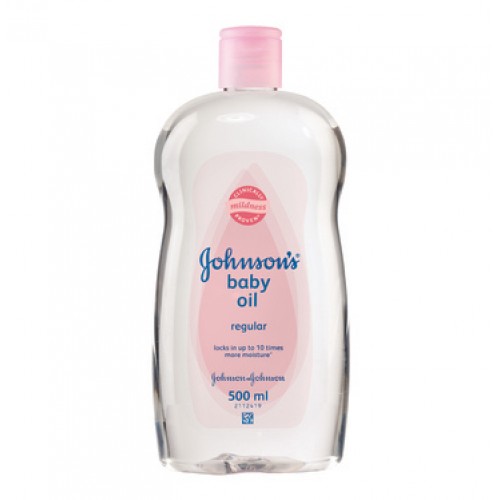 CLINICALLY
mildness
PROVEN
Johnson's®
baby
oil
regular
locks in up to 10 times
more moisture*
Johnson & Johnson
500 ml
2112419